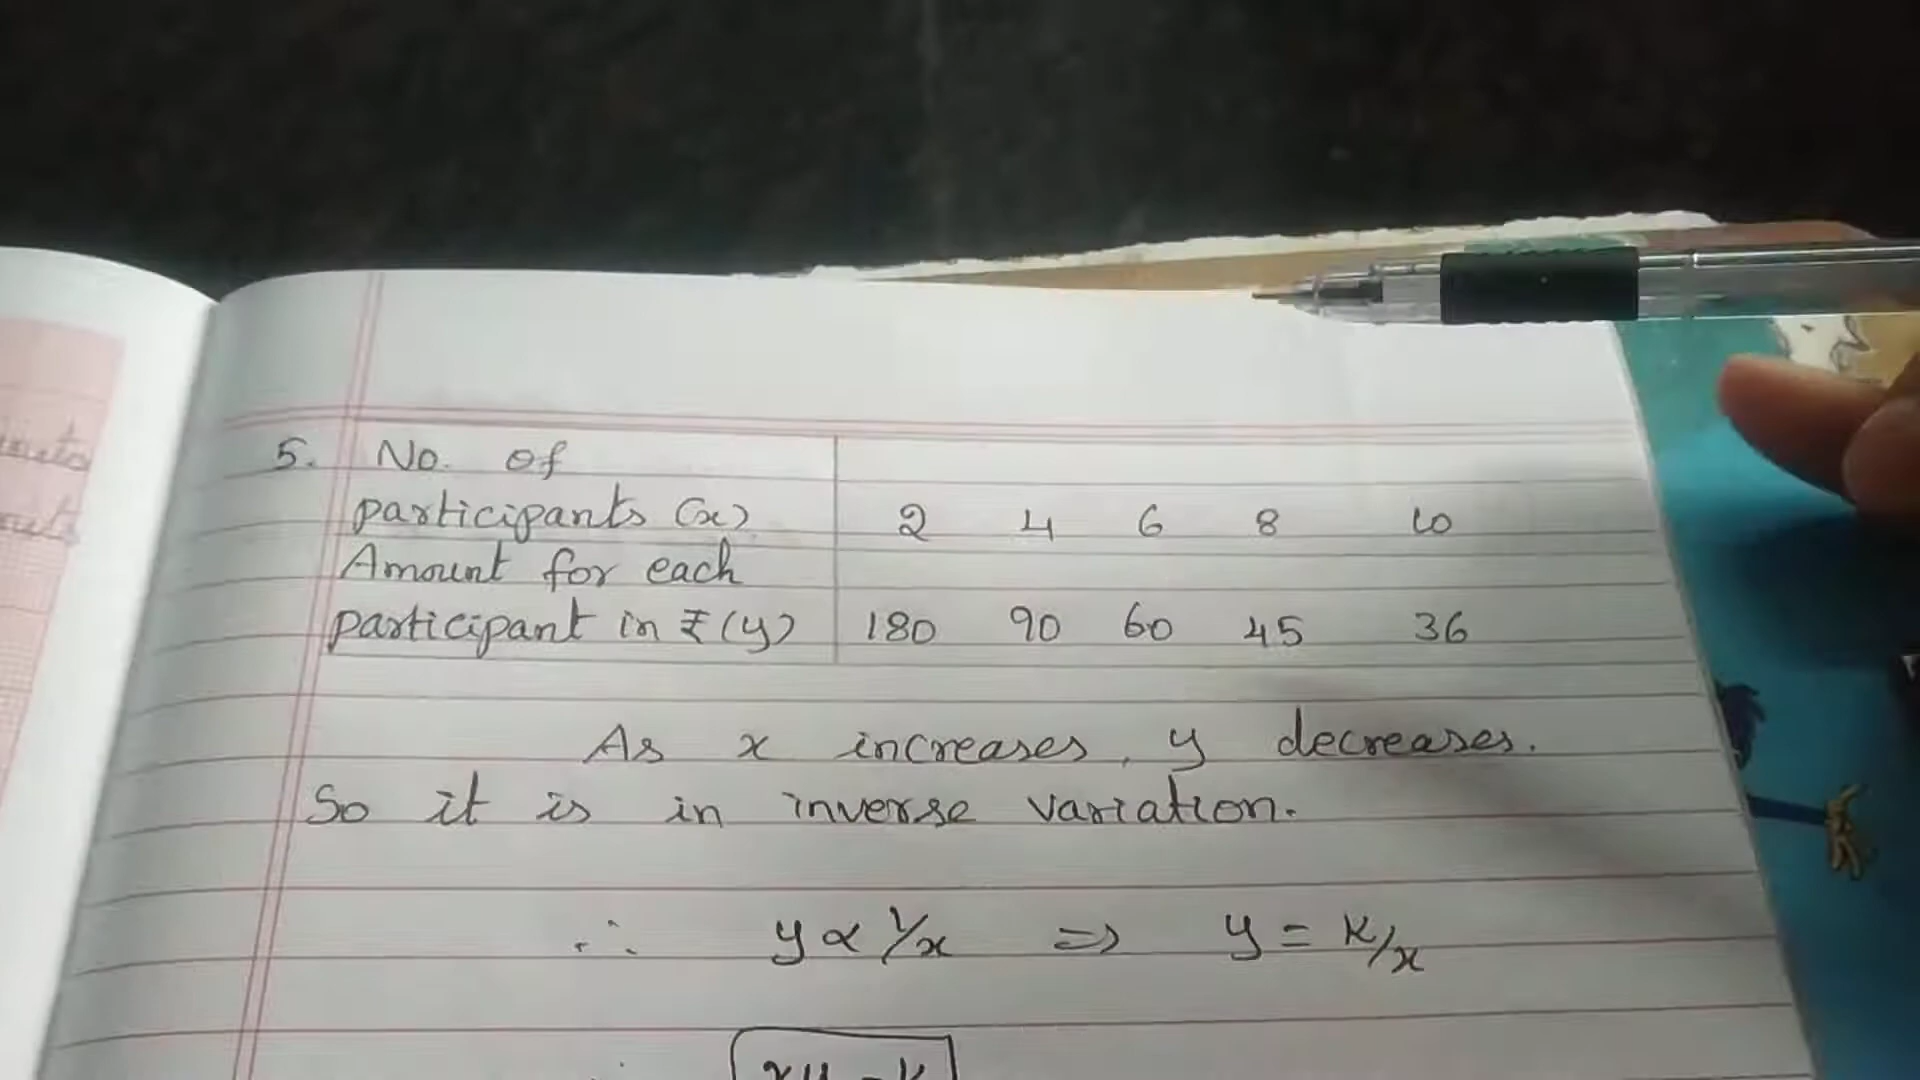 5. No. of
participants (x) 2 4 6 8 10
Amount for each
participant in ₹ (y) 180 90 60 45 36
As x increases, y decreases.
So it is in inverse variation.
∴ y ∝ 1/x ⇒ y = k/x
xy = k